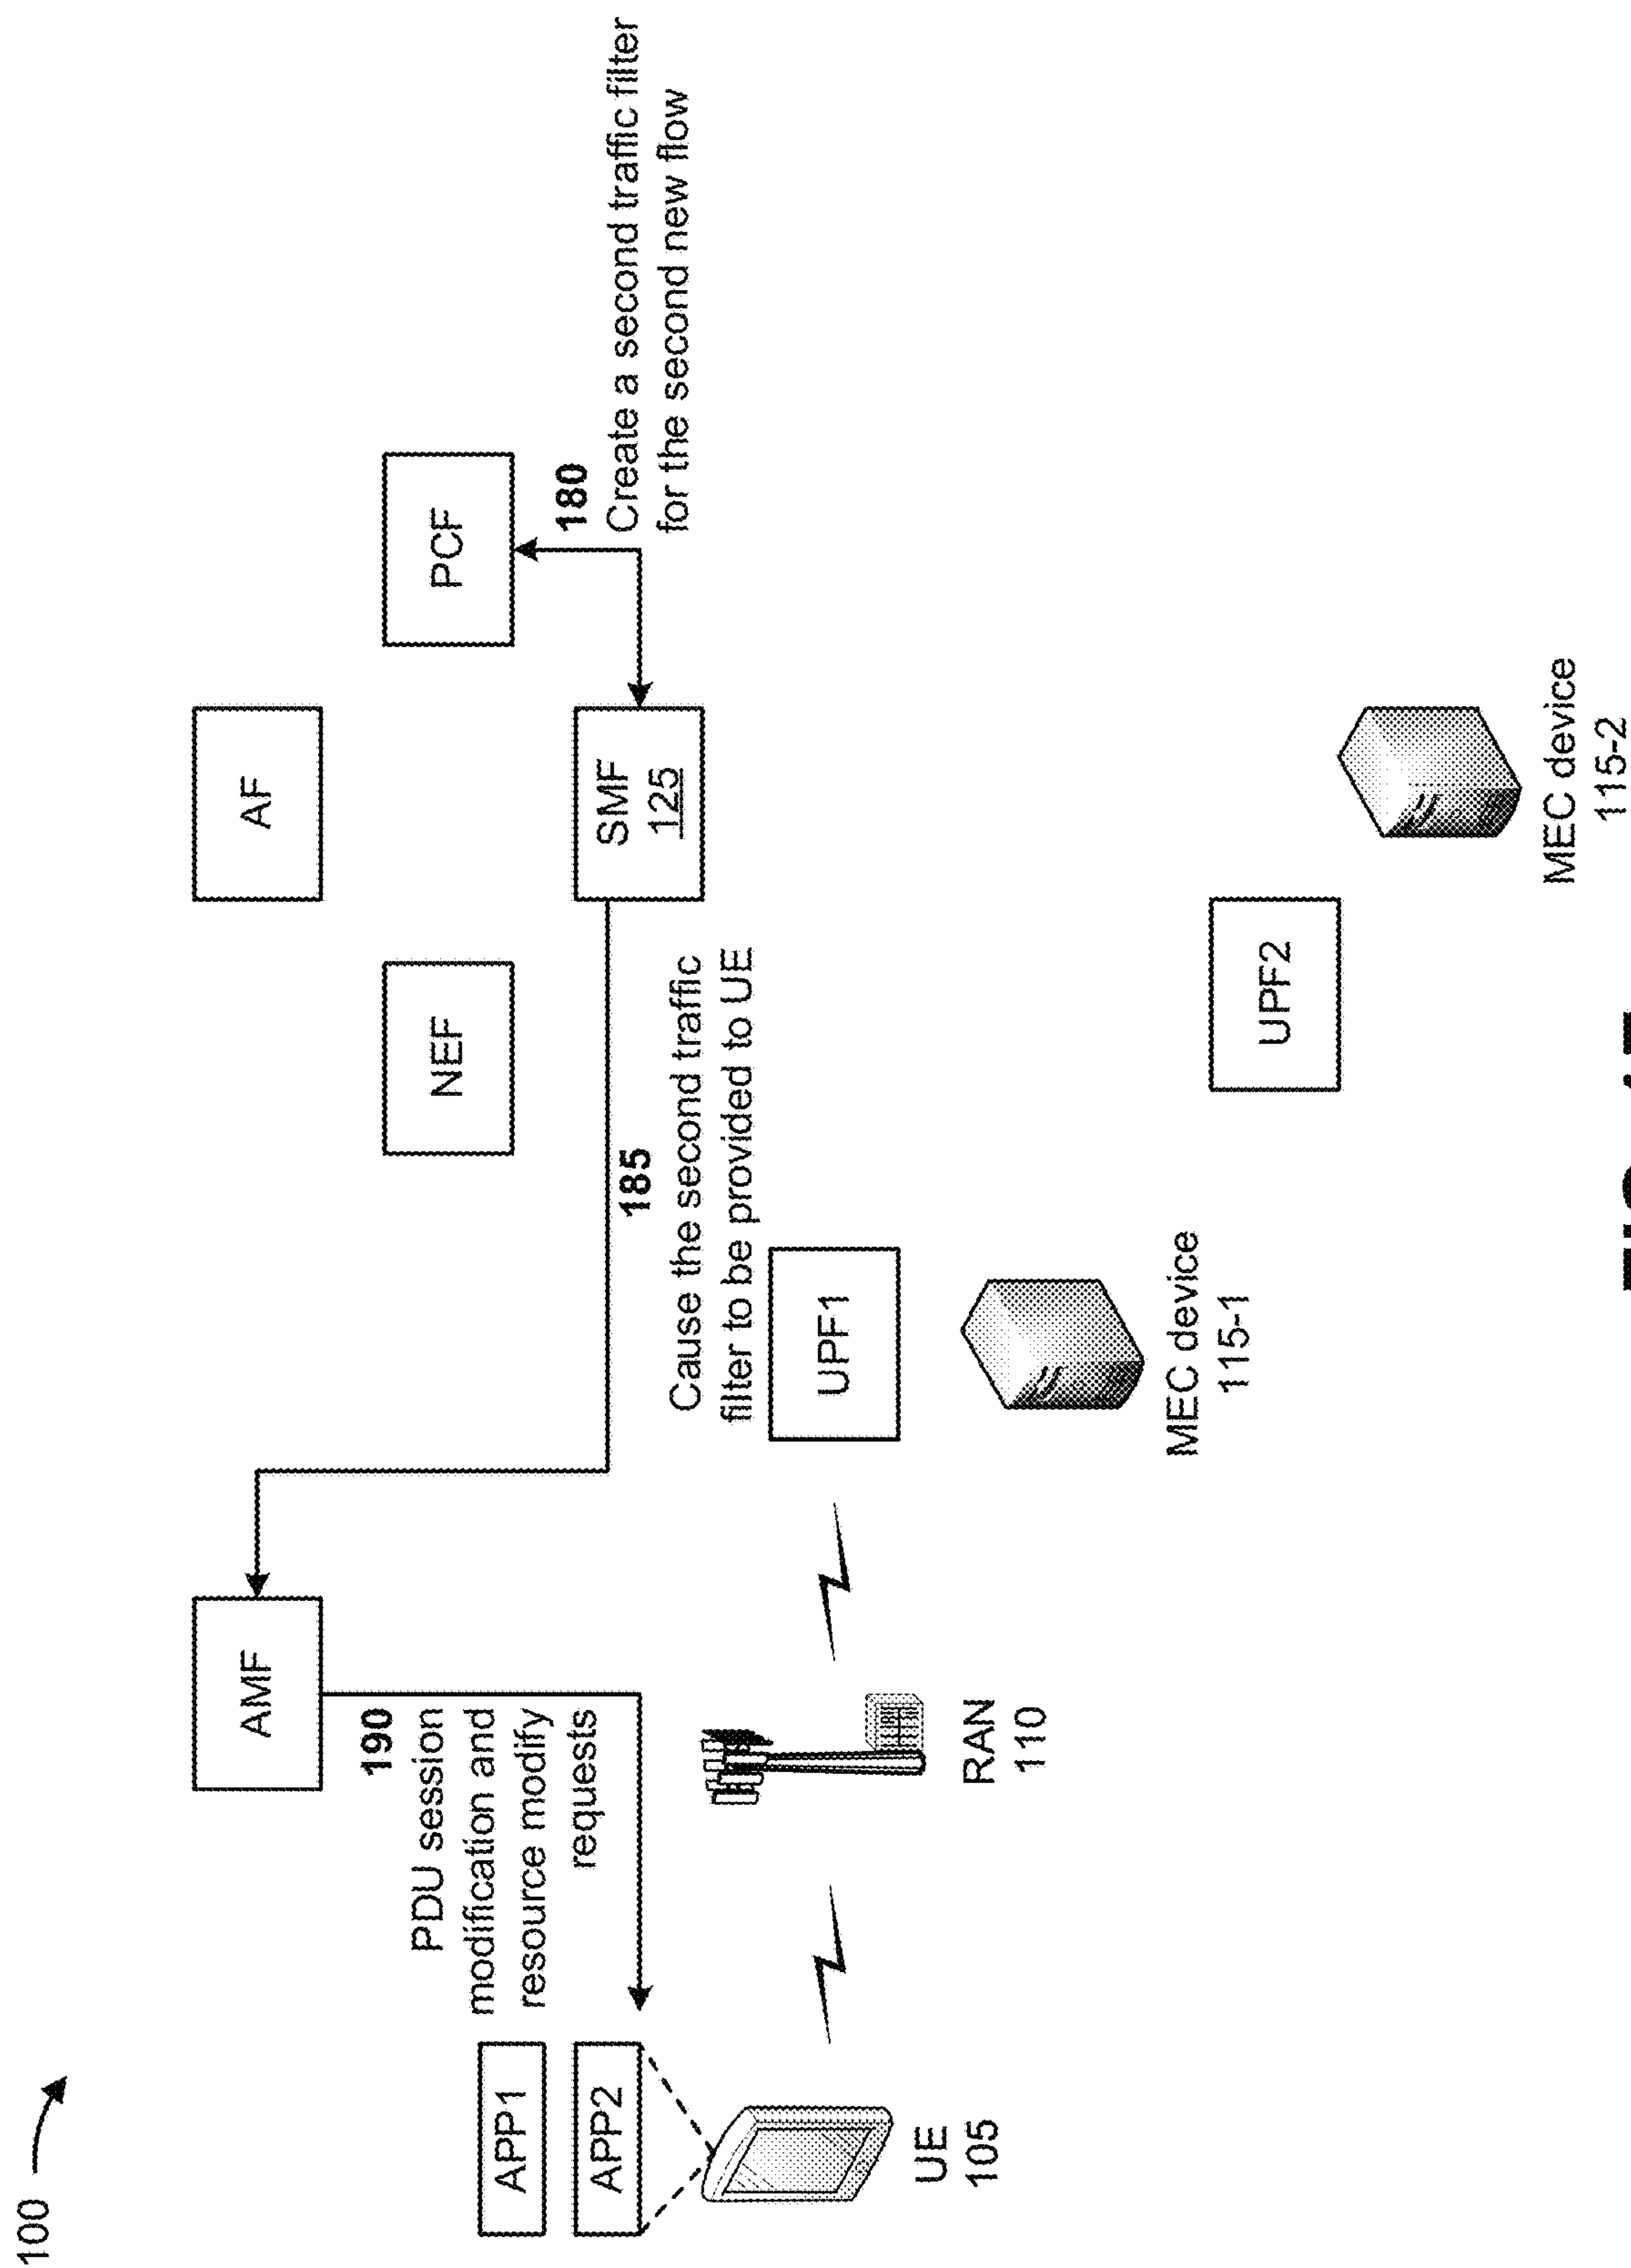 100
AMF
AF
NEF
PCF
190
PDU session
modification and
resource modify
requests
APP1
APP2
SMF
125
180
Create a second traffic filter
for the second new flow
185
Cause the second traffic
filter to be provided to UE
UE
105
RAN
110
UPF1
MEC device
115-1
UPF2
MEC device
115-2